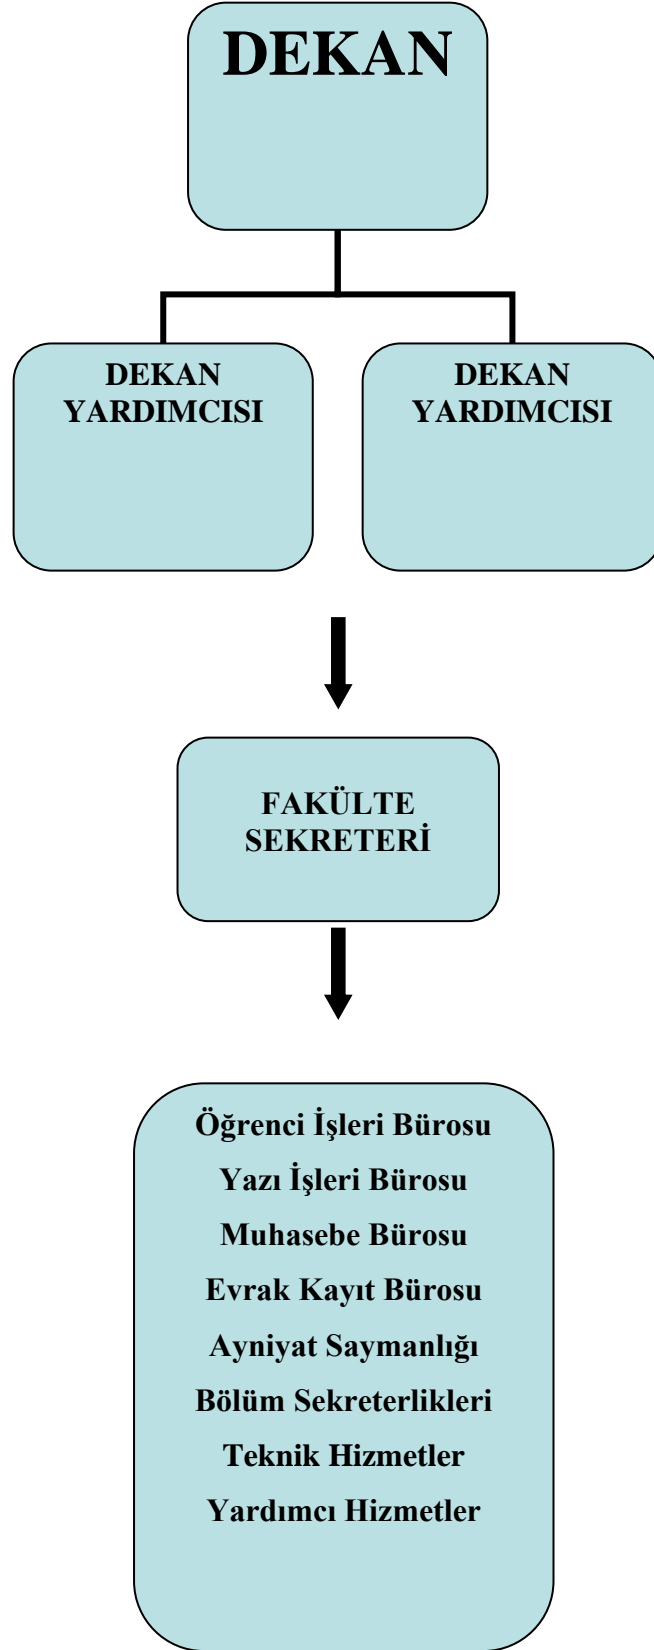 DEKAN
DEKAN
YARDIMCISI
DEKAN
YARDIMCISI
FAKÜLTE
SEKRETERİ
Öğrenci İşleri Bürosu
Yazı İşleri Bürosu
Muhasebe Bürosu
Evrak Kayıt Bürosu
Ayniyat Saymanlığı
Bölüm Sekreterlikleri
Teknik Hizmetler
Yardımcı Hizmetler